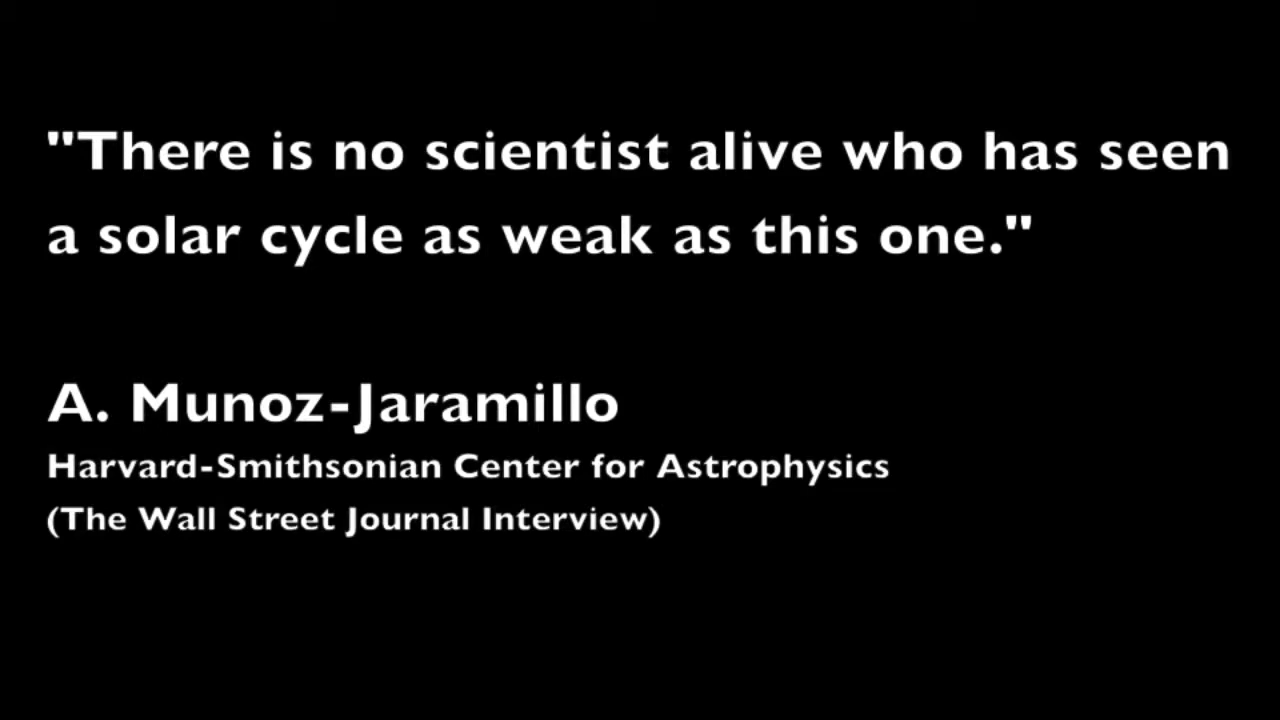 "There is no scientist alive who has seen
a solar cycle as weak as this one."
A. Munoz-Jaramillo
Harvard-Smithsonian Center for Astrophysics
(The Wall Street Journal Interview)